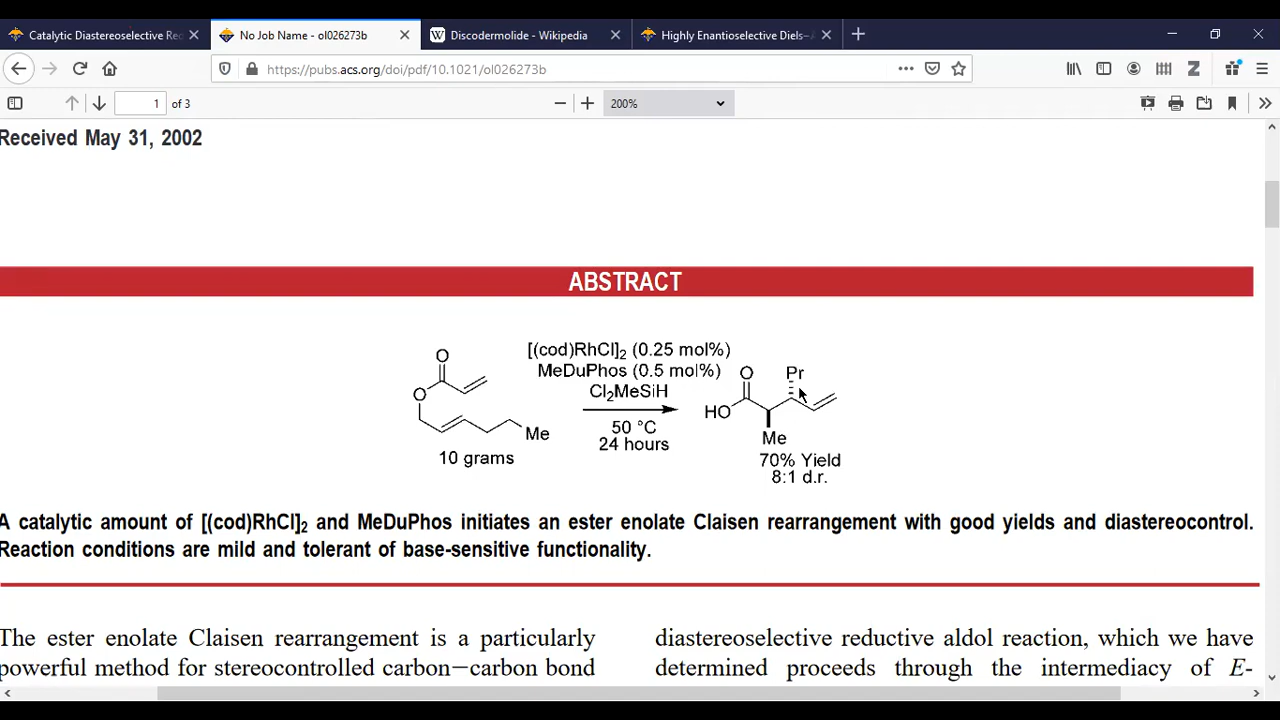 Catalytic Diastereoselective Re
No Job Name - ol026273b
Discodermolide - Wikipedia
Highly Enantioselective Diels–
https://pubs.acs.org/doi/pdf/10.1021/ol026273b
1 of 3
200%
Received May 31, 2002
ABSTRACT
O
O
Me
10 grams
[(cod)RhCl]2 (0.25 mol%)
MeDuPhos (0.5 mol%)
Cl2MeSiH
50 °C
24 hours
O
Pr
HO
Me
70% Yield
8:1 d.r.
A catalytic amount of [(cod)RhCl]2 and MeDuPhos initiates an ester enolate Claisen rearrangement with good yields and diastereocontrol.
Reaction conditions are mild and tolerant of base-sensitive functionality.
The ester enolate Claisen rearrangement is a particularly
powerful method for stereocontrolled carbon−carbon bond
diastereoselective reductive aldol reaction, which we have
determined proceeds through the intermediacy of E-